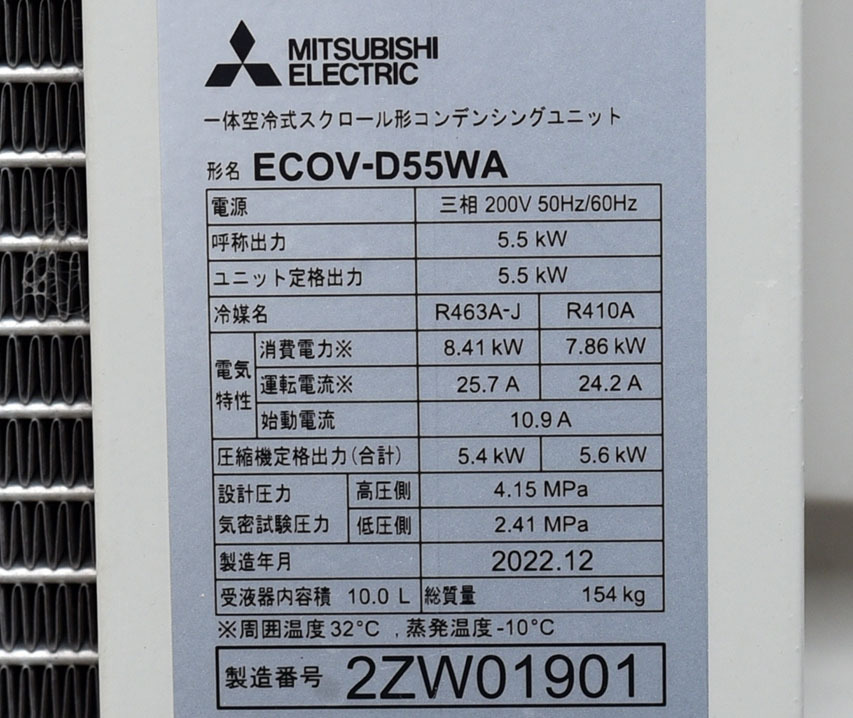 MITSUBISHI
ELECTRIC
一体空冷式スクロール形コンデンシングユニット
形名 ECOV-D55WA
電源 三相 200V 50Hz/60Hz
呼称出力 5.5 kW
ユニット定格出力 5.5 kW
冷媒名 R463A-J R410A
電気特性 消費電力※ 8.41 kW 7.86 kW
運転電流※ 25.7 A 24.2 A
始動電流 10.9 A
圧縮機定格出力(合計) 5.4 kW 5.6 kW
設計圧力 高圧側 4.15 MPa
気密試験圧力 低圧側 2.41 MPa
製造年月 2022.12
受液器内容積 10.0 L 総質量 154 kg
※周囲温度32°C ,蒸発温度-10°C
製造番号 2ZW01901